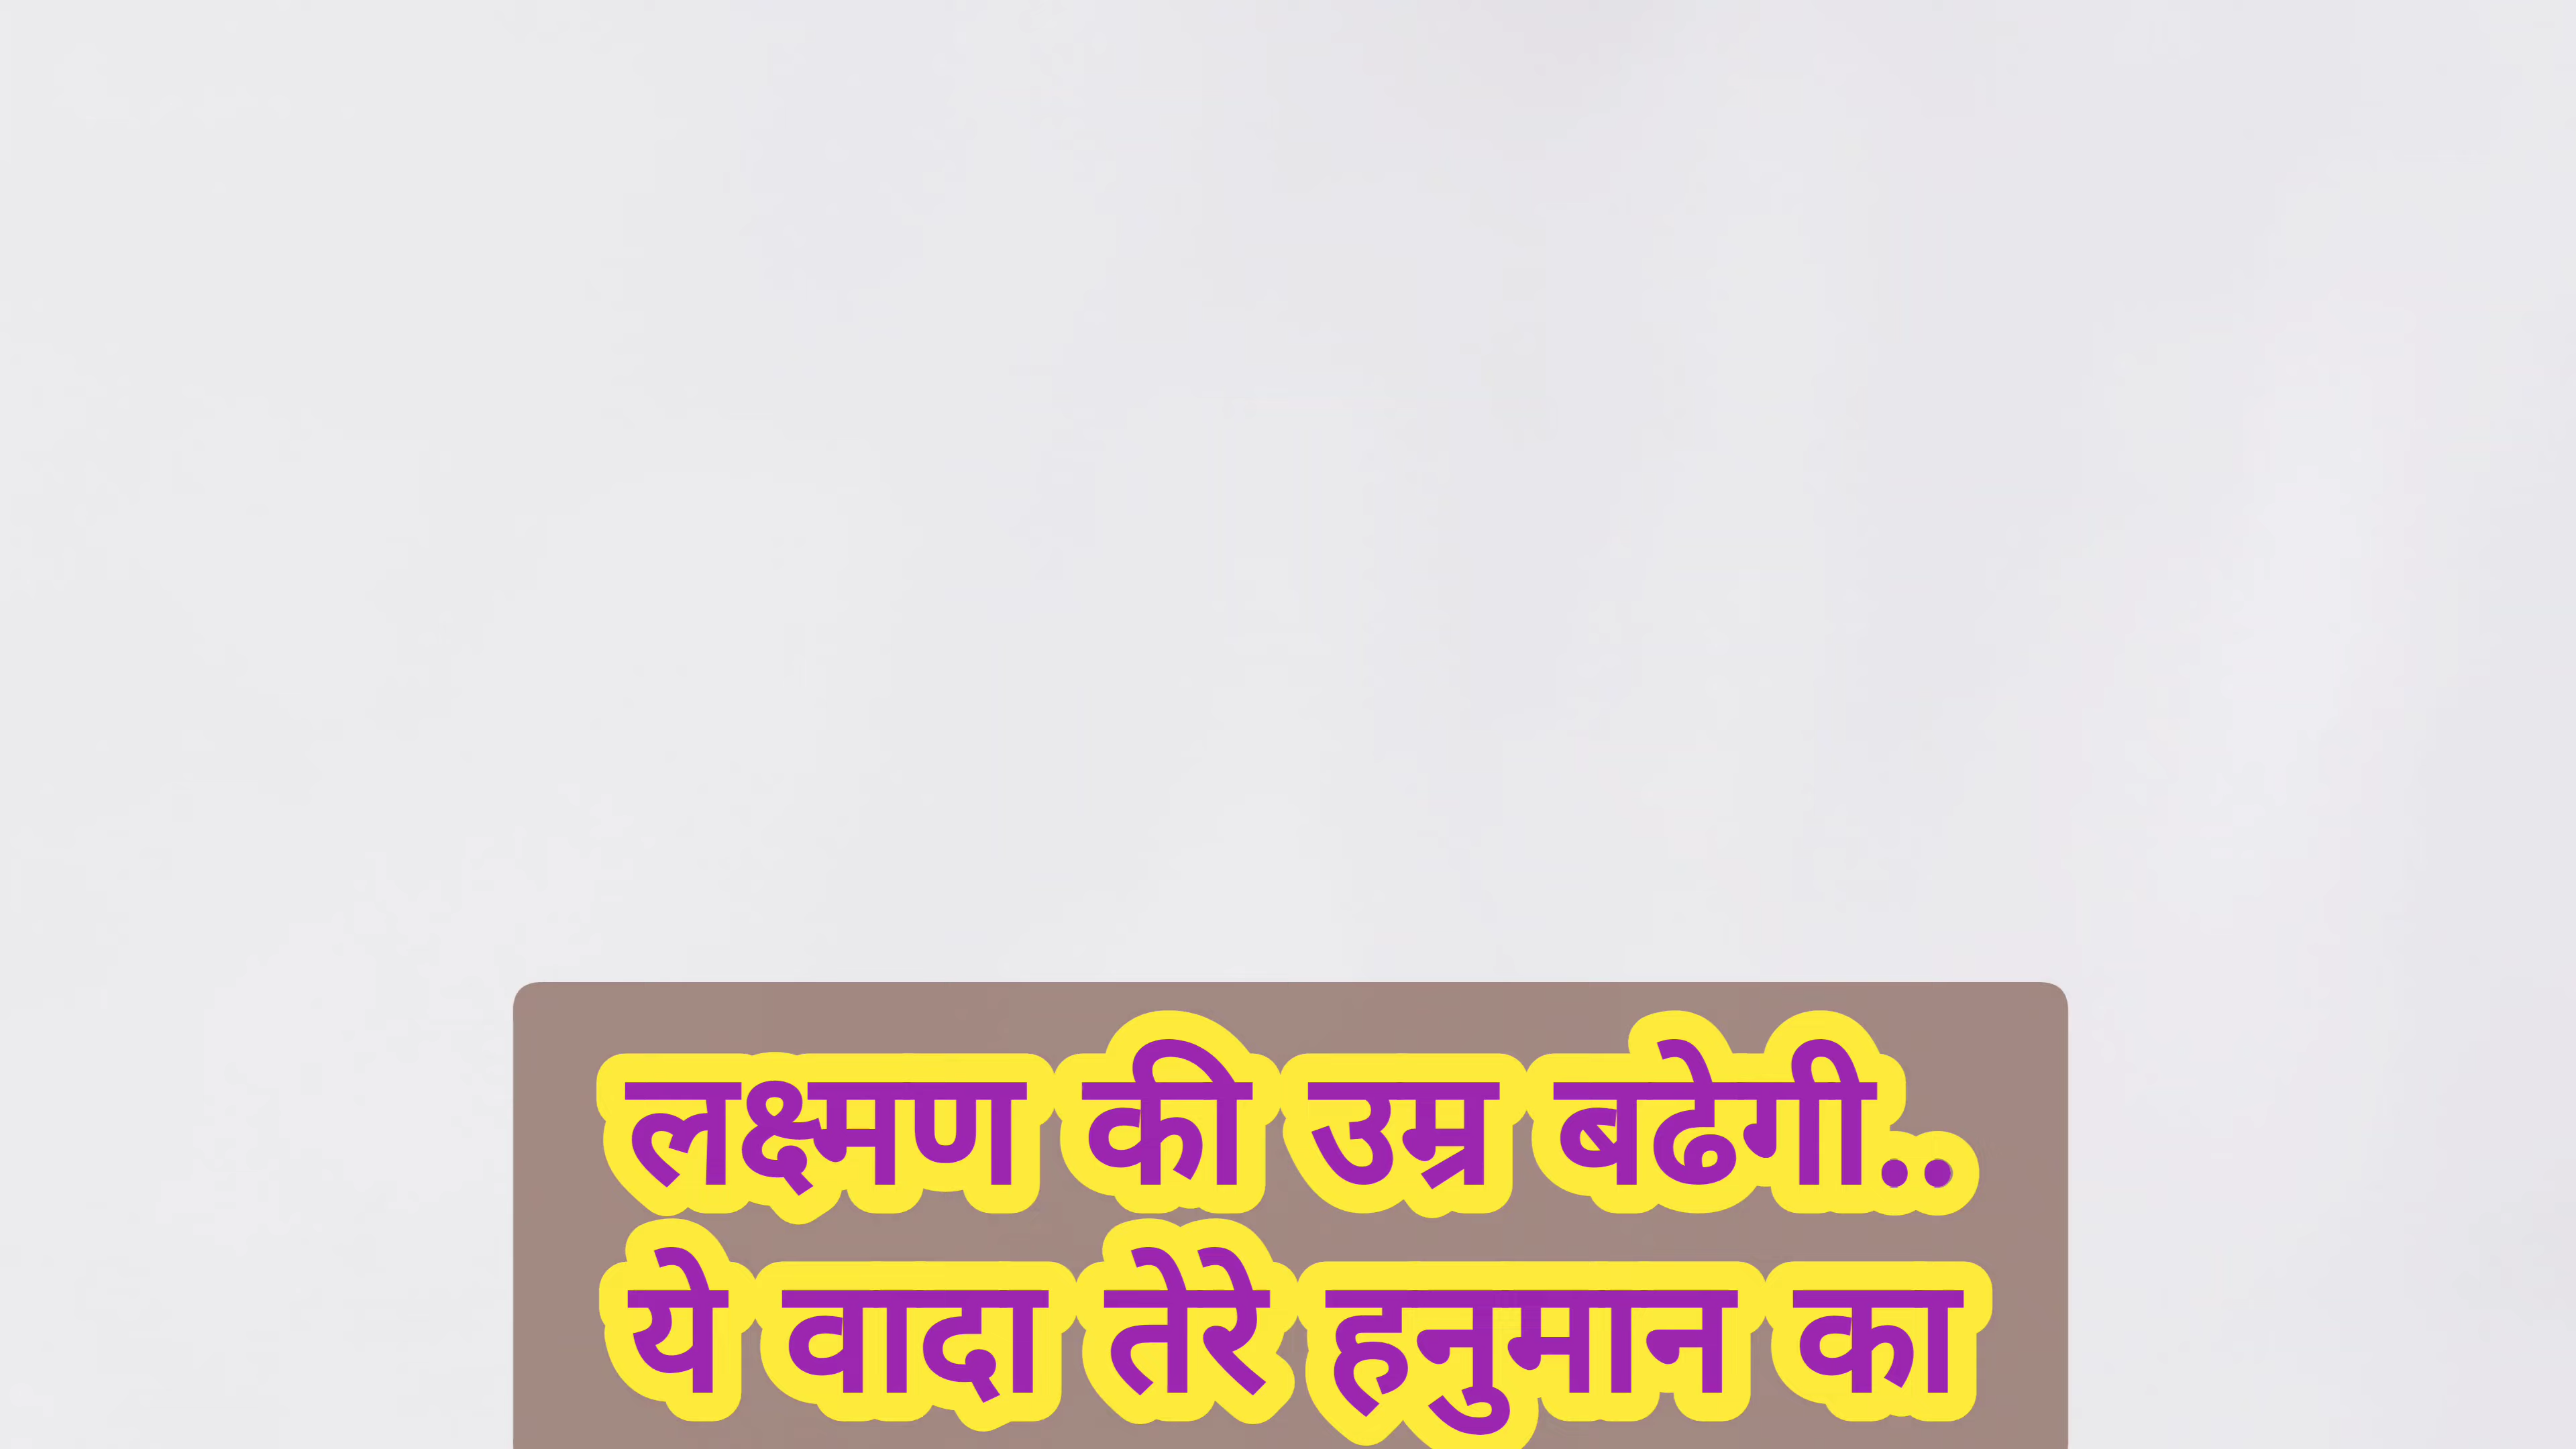 लक्ष्मण की उम्र बढेगी..
ये वादा तेरे हनुमान का